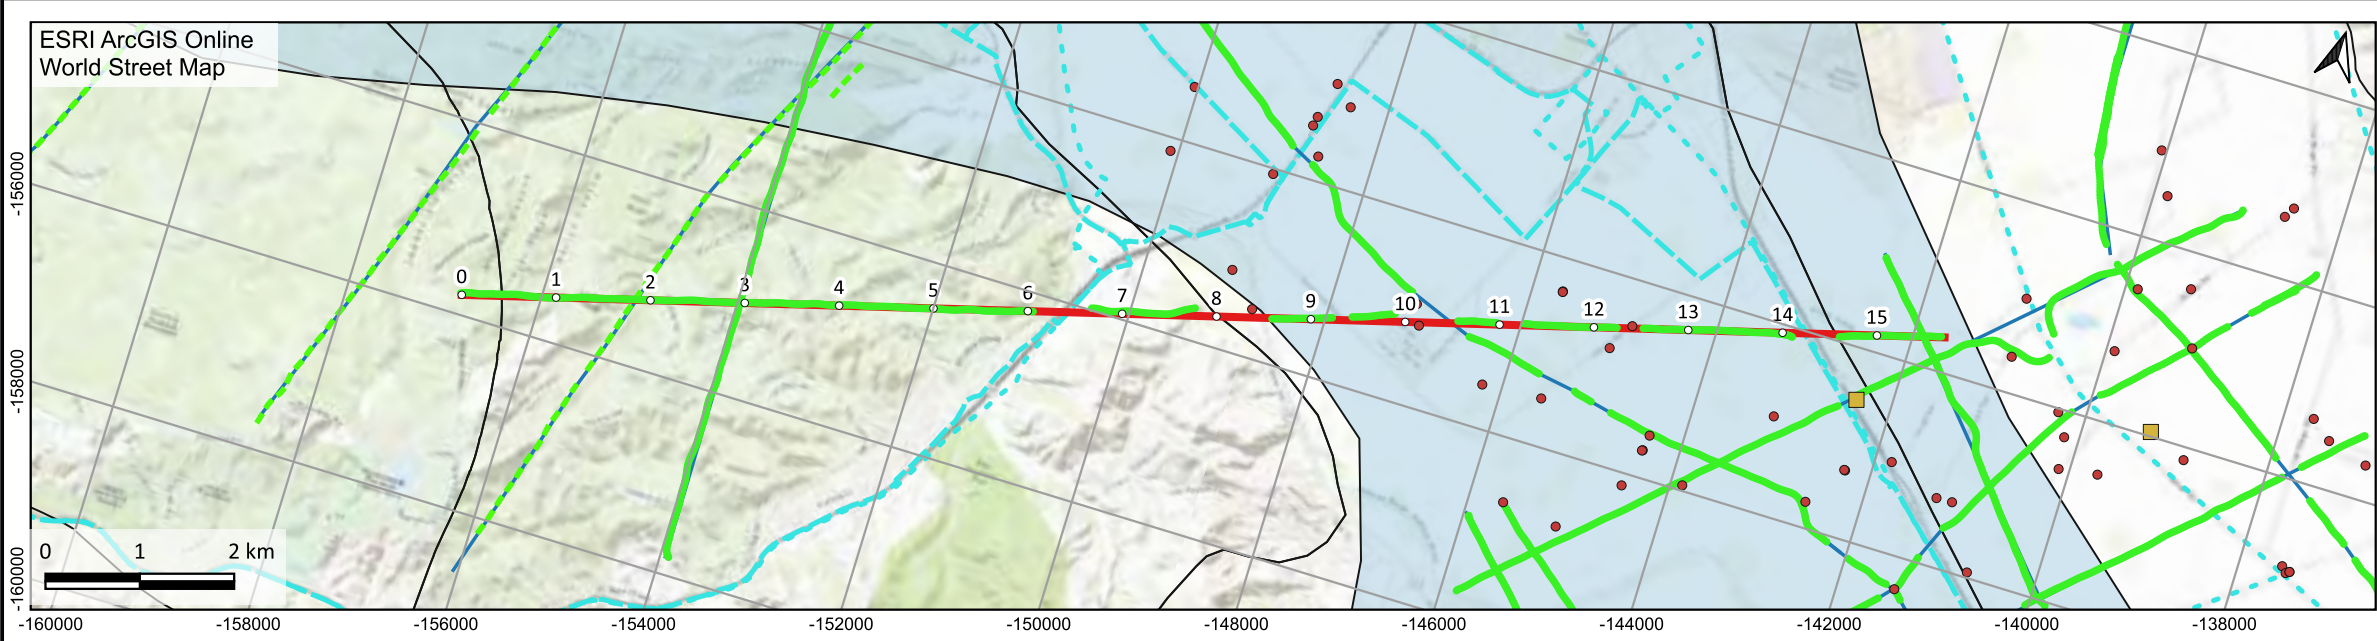 ESRI ArcGIS Online
World Street Map
-156000
-158000
-160000
0 1 2 3 4 5 6 7 8 9 10 11 12 13 14 15
0 1 2 km
-160000 -158000 -156000 -154000 -152000 -150000 -148000 -146000 -144000 -142000 -140000 -138000